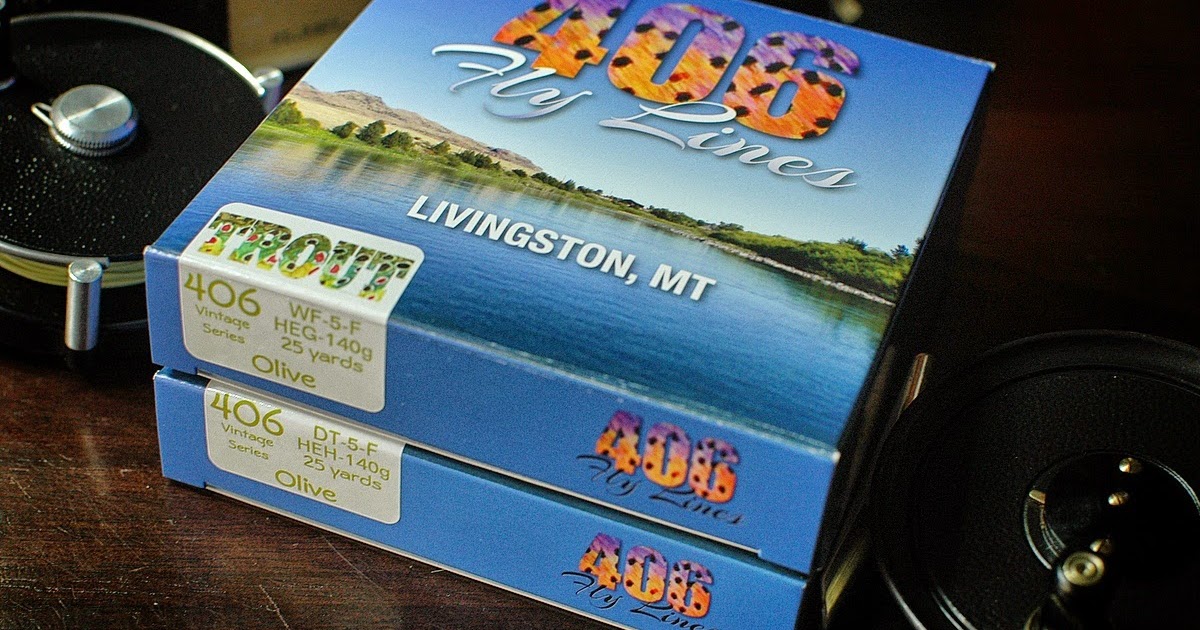 406
Fly Lines
LIVINGSTON, MT
TROUT
406
Vintage
Series
WF-5-F
HEG-140g
25 yards
Olive
406
Fly Lines
406
Vintage
Series
DT-5-F
HEH-140g
25 yards
Olive
406
Fly Lines